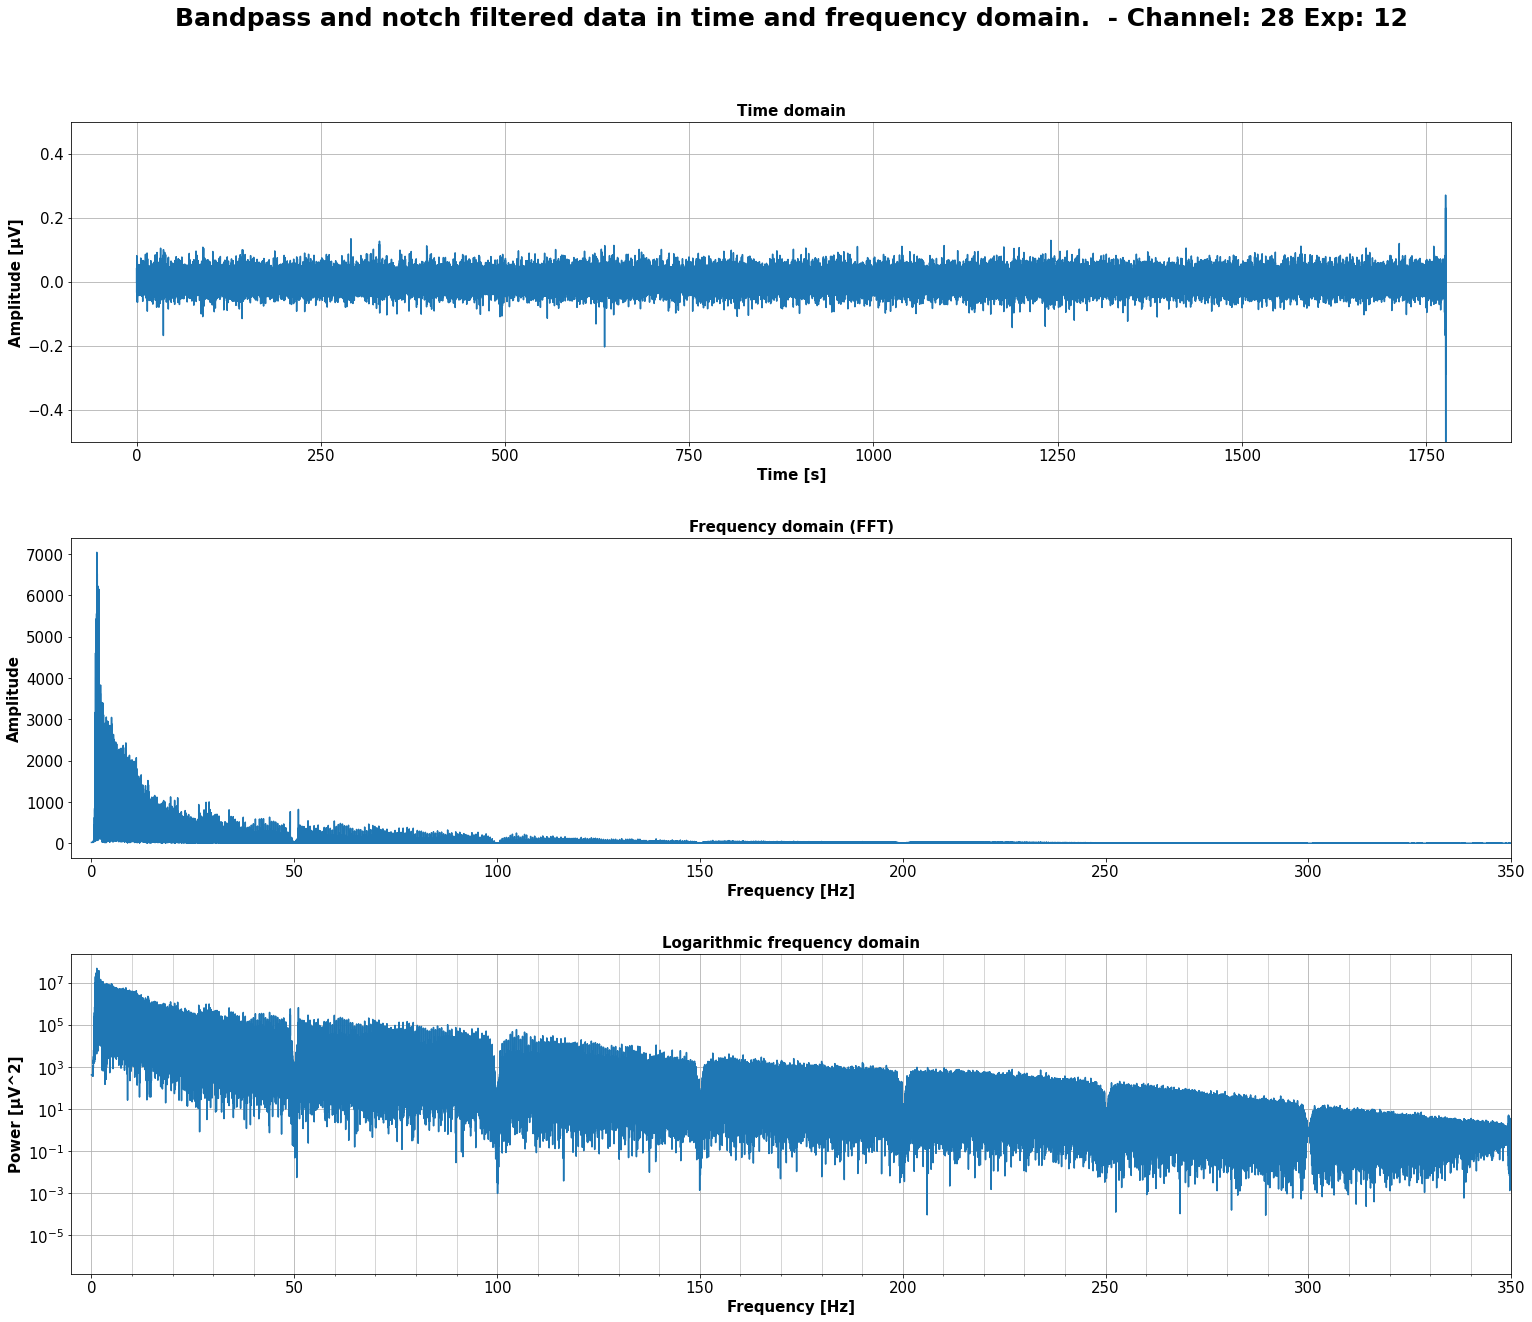 Bandpass and notch filtered data in time and frequency domain.  - Channel: 28 Exp: 12
Time domain
Amplitude [µV]
0.4
0.2
0.0
−0.2
−0.4
0 250 500 750 1000 1250 1500 1750
Time [s]
Frequency domain (FFT)
Amplitude
7000
6000
5000
4000
3000
2000
1000
0
0 50 100 150 200 250 300 350
Frequency [Hz]
Logarithmic frequency domain
Power [µV^2]
10^7
10^5
10^3
10^1
10^−1
10^−3
10^−5
0 50 100 150 200 250 300 350
Frequency [Hz]